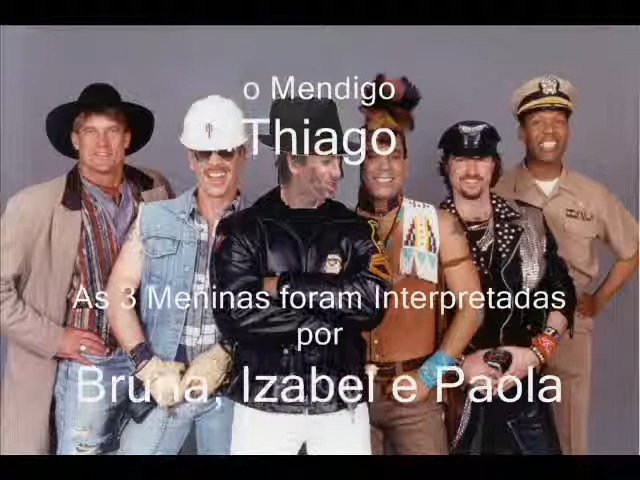 o Mendigo
Thiago
As 3 Meninas foram Interpretadas
por
Bruna, Izabel e Paola